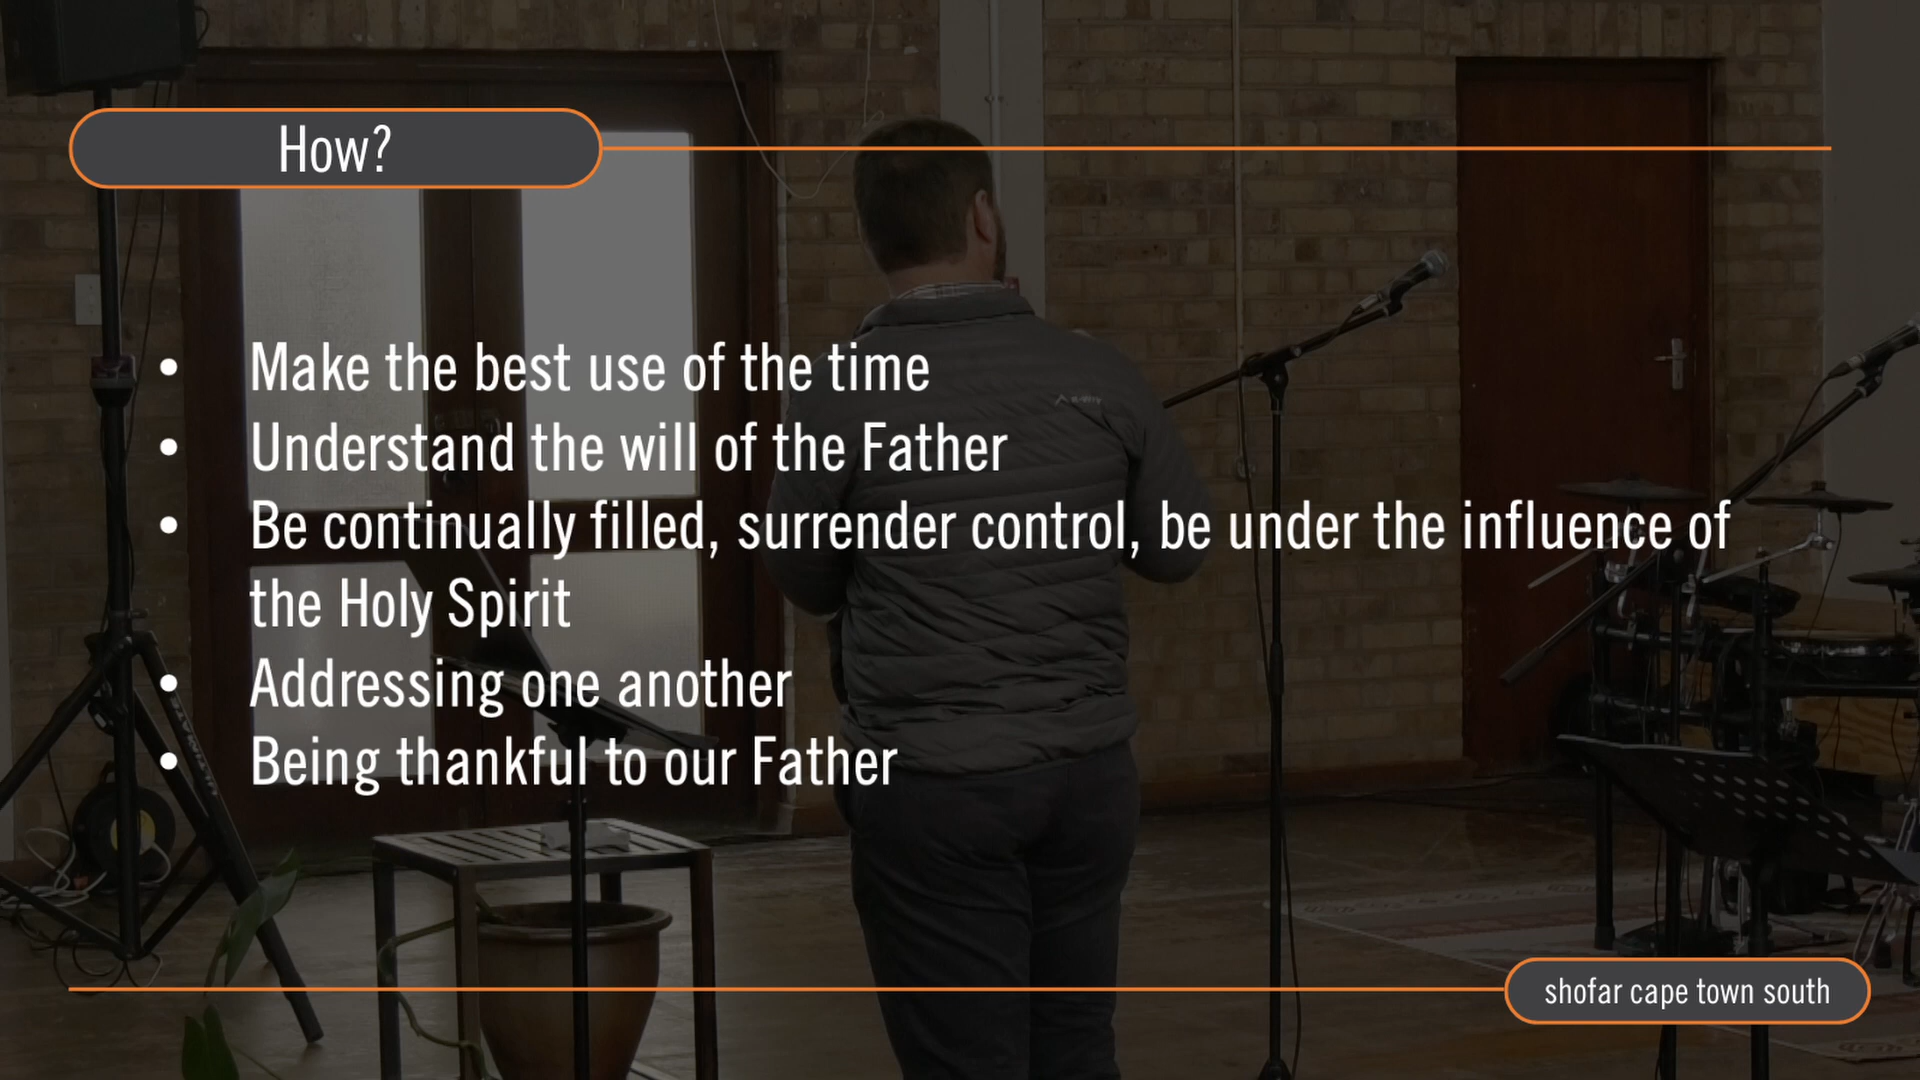 How?
• Make the best use of the time
• Understand the will of the Father
• Be continually filled, surrender control, be under the influence of
the Holy Spirit
• Addressing one another
• Being thankful to our Father
shofar cape town south